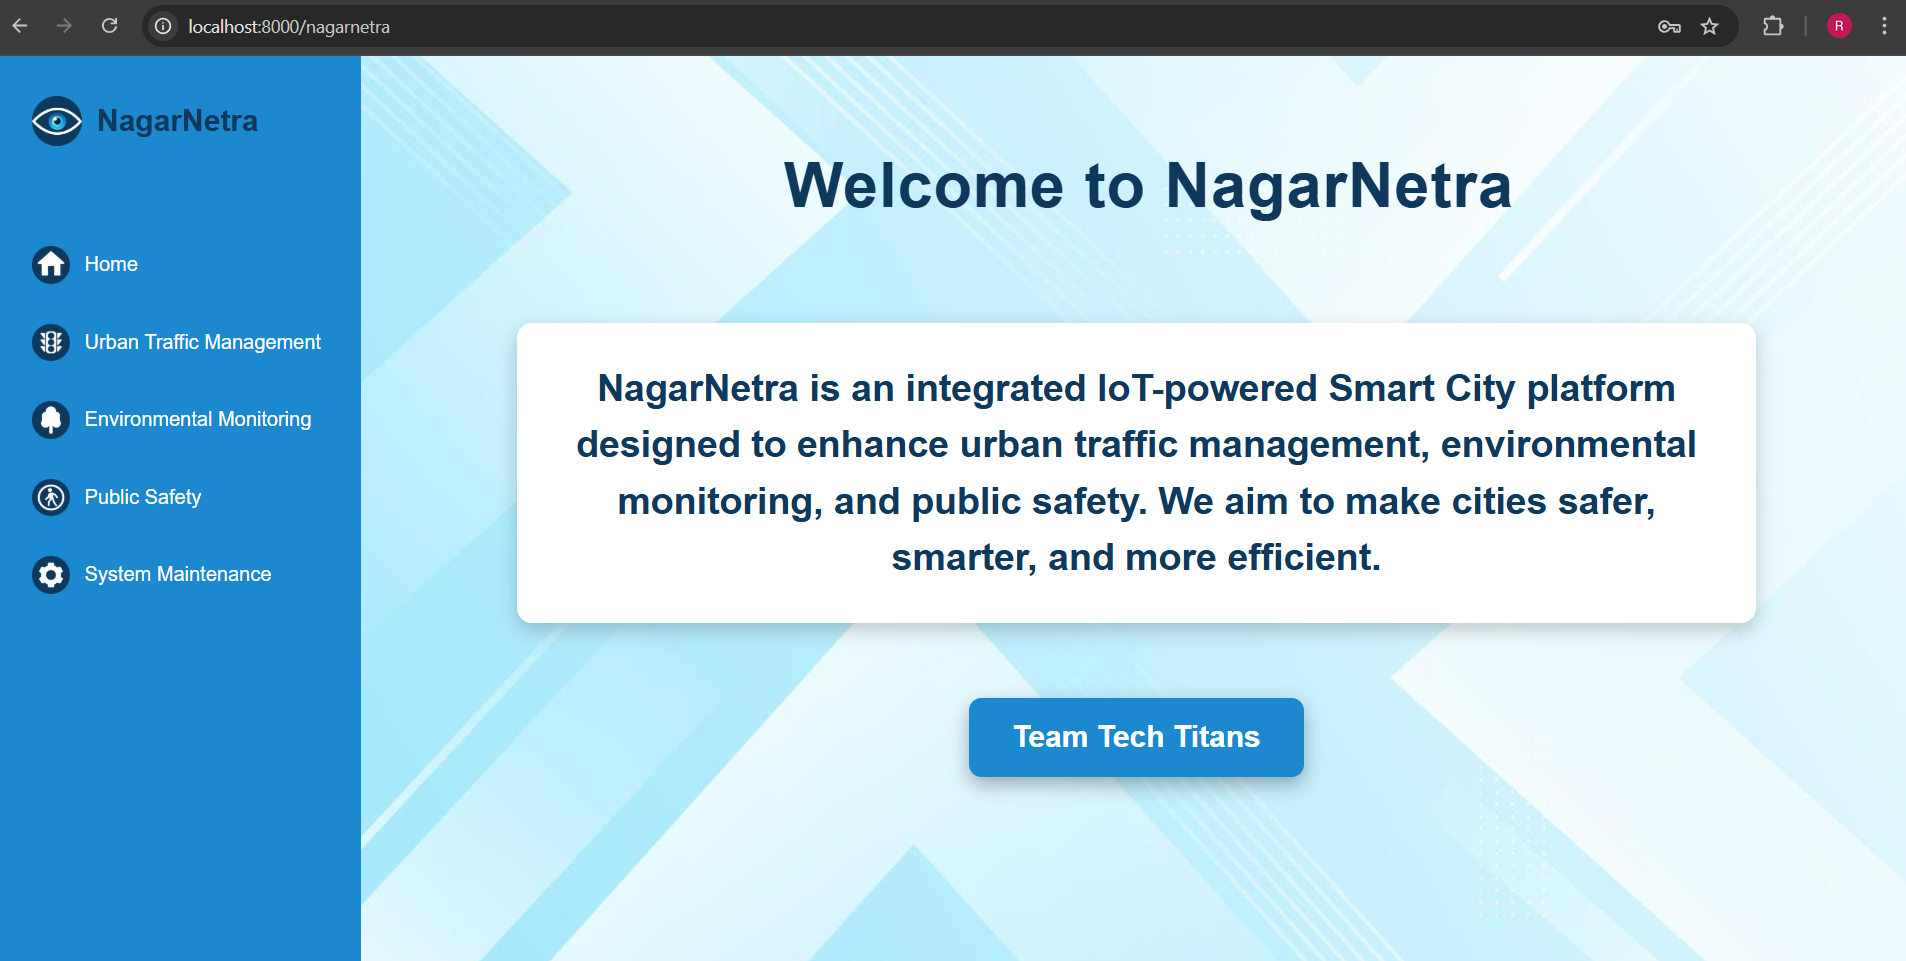 localhost:8000/nagarnetra
R
NagarNetra
Home
Urban Traffic Management
Environmental Monitoring
Public Safety
System Maintenance
Welcome to NagarNetra
NagarNetra is an integrated IoT-powered Smart City platform
designed to enhance urban traffic management, environmental
monitoring, and public safety. We aim to make cities safer,
smarter, and more efficient.
Team Tech Titans